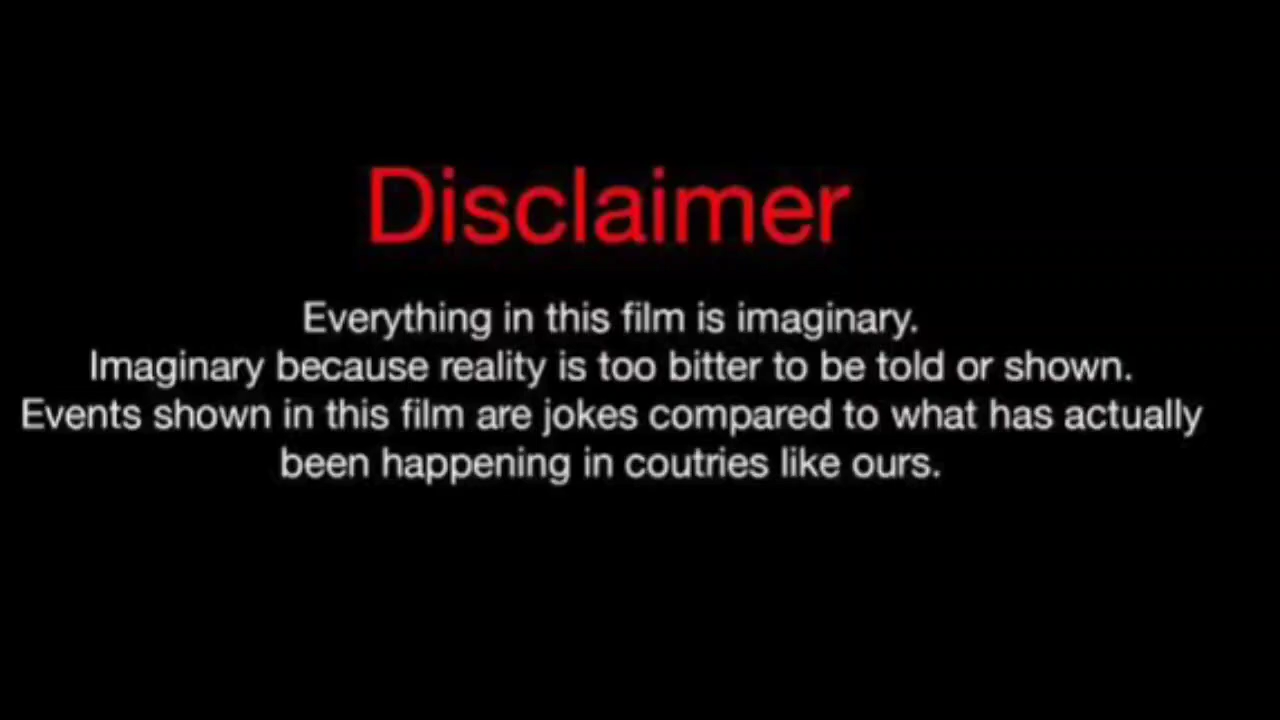 Disclaimer
Everything in this film is imaginary.
Imaginary because reality is too bitter to be told or shown.
Events shown in this film are jokes compared to what has actually
been happening in coutries like ours.